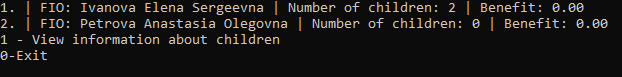 1. | FIO: Ivanova Elena Sergeevna | Number of children: 2 | Benefit: 0.00
2. | FIO: Petrova Anastasia Olegovna | Number of children: 0 | Benefit: 0.00
1 - View information about children
0-Exit